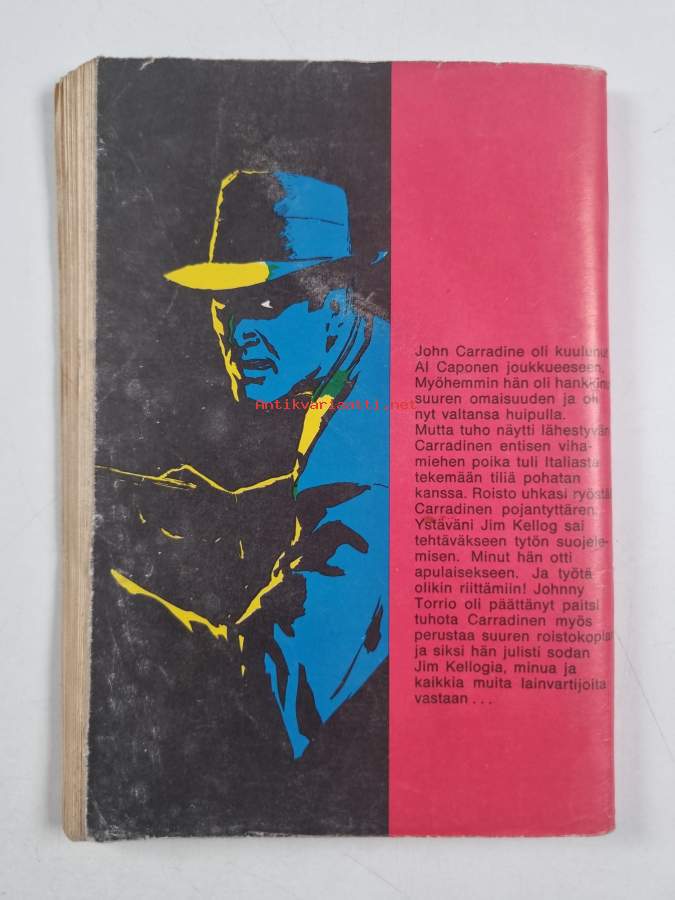 John Carradine oli kuulunut
Al Caponen joukkueeseen.
Myöhemmin hän oli hankkinut
suuren omaisuuden ja oli
nyt valtansa huipulla.
Mutta tuho näytti lähestyvän.
Carradinen entisen viha-
miehen poika tuli Italiasta
tekemään tiliä pohatan
kanssa. Roisto uhkasi ryöstää
Carradinen pojantyttären.
Ystäväni Jim Kellog sai
tehtäväkseen tytön suojele-
misen. Minut hän otti
apulaisekseen. Ja työtä
olikin riittämiin! Johnny
Torrio oli päättänyt paitsi
tuhota Carradinen myös
perustaa suuren roistokoplan
ja siksi hän julisti sodan
Jim Kellogia, minua ja
kaikkia muita lainvartijoita
vastaan ...
Antikvariaatti.net